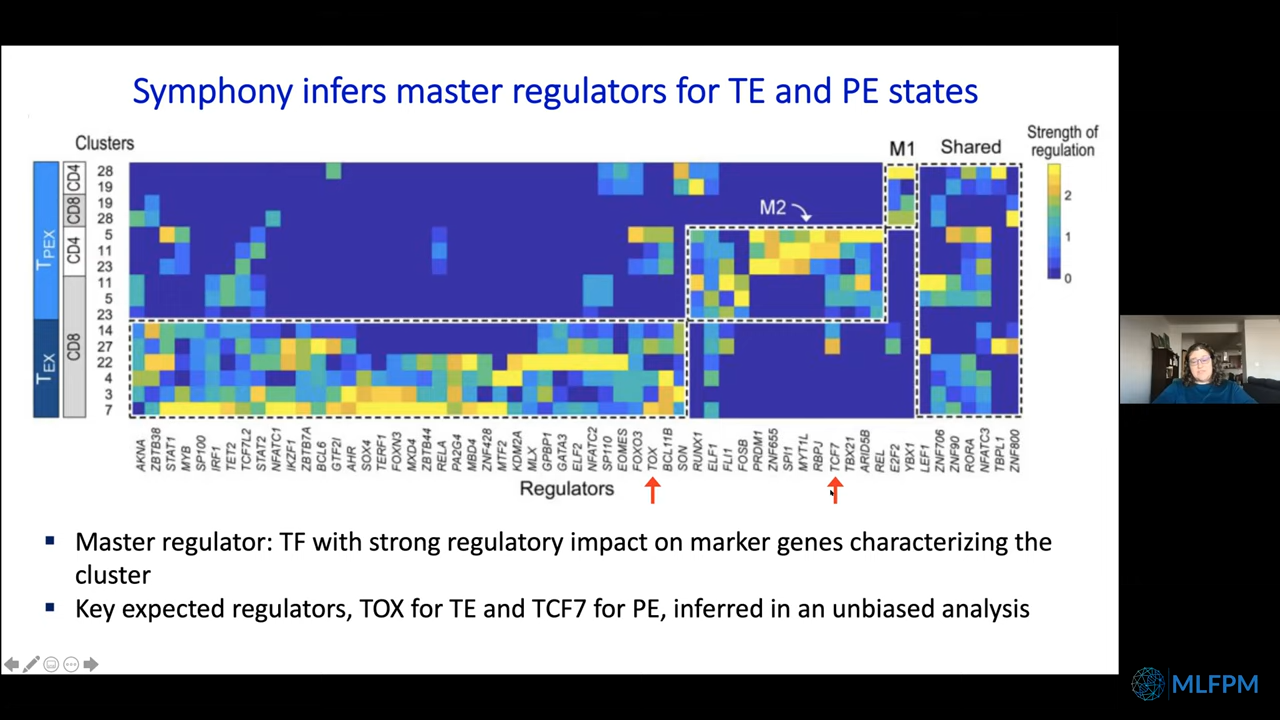 Symphony infers master regulators for TE and PE states
Clusters
M1
Shared
Strength of
regulation
TPEX
TEX
CD4
CD8
CD4
CD8
28
19
19
28
5
11
23
11
5
23
14
27
22
4
3
7
M2
2
1
0
AKNA
ZBTB38
STAT1
MYB
SP100
IRF1
TET2
TCF7L2
STAT2
NFATC1
IKZF1
ZBTB7A
BCL6
GTF2I
AHR
SOX4
TERF1
FOXN3
MXD4
ZBTB44
RELA
PA2G4
MBD4
ZNF428
MTF2
KDM2A
MLX
GPBP1
GATA3
ELF2
NFATC2
SP110
EOMES
FOXO3
TOX
BCL11B
SON
RUNX1
ELF1
FLI1
FOSB
PRDM1
ZNF655
SPI1
MYT1L
RBPJ
TCF7
TBX21
ARID5B
REL
E2F2
YBX1
LEF1
ZNF706
ZNF90
RORA
NFATC3
TBPL1
ZNF800
Regulators
▪ Master regulator: TF with strong regulatory impact on marker genes characterizing the
cluster
▪ Key expected regulators, TOX for TE and TCF7 for PE, inferred in an unbiased analysis
MLFPM